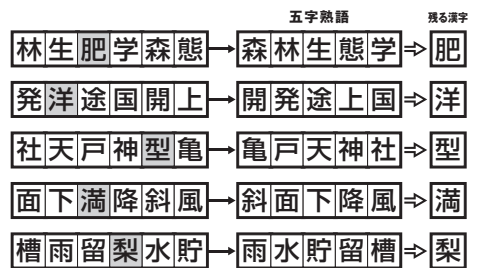 五字熟語 残る漢字
林生肥学森態 → 森林生態学 ⇨ 肥
発洋途国開上 → 開発途上国 ⇨ 洋
社天戸神型亀 → 亀戸天神社 ⇨ 型
面下満降斜風 → 斜面下降風 ⇨ 満
槽雨留梨水貯 → 雨水貯留槽 ⇨ 梨